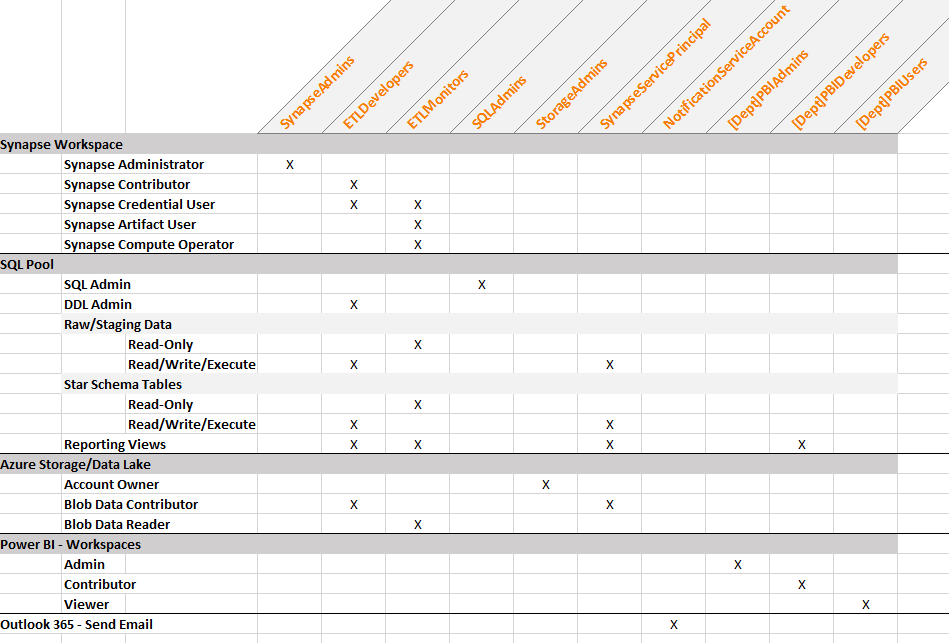 SynapseAdmins
ETLDevelopers
ETLMonitors
SQLAdmins
StorageAdmins
SynapseServicePrincipal
NotificationServiceAccount
[Dept]PBIAdmins
[Dept]PBIDevelopers
[Dept]PBIUsers
Synapse Workspace
Synapse Administrator X
Synapse Contributor X
Synapse Credential User X X
Synapse Artifact User X
Synapse Compute Operator X
SQL Pool
SQL Admin X
DDL Admin X
Raw/Staging Data
Read-Only X
Read/Write/Execute X X
Star Schema Tables
Read-Only X
Read/Write/Execute X X
Reporting Views X X X X
Azure Storage/Data Lake
Account Owner X
Blob Data Contributor X X
Blob Data Reader X
Power BI - Workspaces
Admin X
Contributor X
Viewer X
Outlook 365 - Send Email X